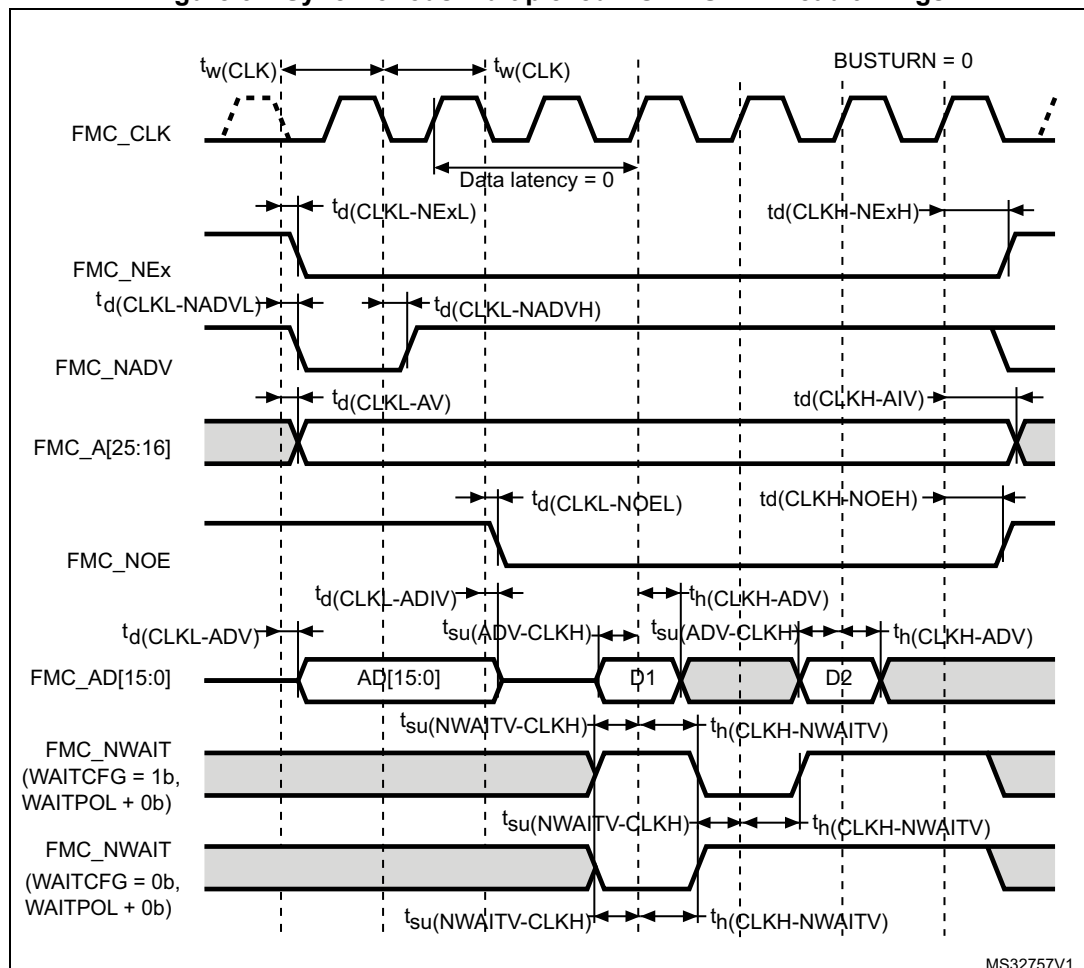 BUSTURN = 0
tw(CLK)
tw(CLK)
FMC_CLK
Data latency = 0
td(CLKL-NExL)
td(CLKH-NExH)
FMC_NEx
td(CLKL-NADVL)
td(CLKL-NADVH)
FMC_NADV
td(CLKL-AV)
td(CLKH-AIV)
FMC_A[25:16]
td(CLKL-NOEL)
td(CLKH-NOEH)
FMC_NOE
td(CLKL-ADIV)
th(CLKH-ADV)
td(CLKL-ADV)
tsu(ADV-CLKH)
tsu(ADV-CLKH)
th(CLKH-ADV)
FMC_AD[15:0]
AD[15:0]
D1
D2
tsu(NWAITV-CLKH)
th(CLKH-NWAITV)
FMC_NWAIT
(WAITCFG = 1b,
WAITPOL + 0b)
tsu(NWAITV-CLKH)
th(CLKH-NWAITV)
FMC_NWAIT
(WAITCFG = 0b,
WAITPOL + 0b)
tsu(NWAITV-CLKH)
th(CLKH-NWAITV)
MS32757V1